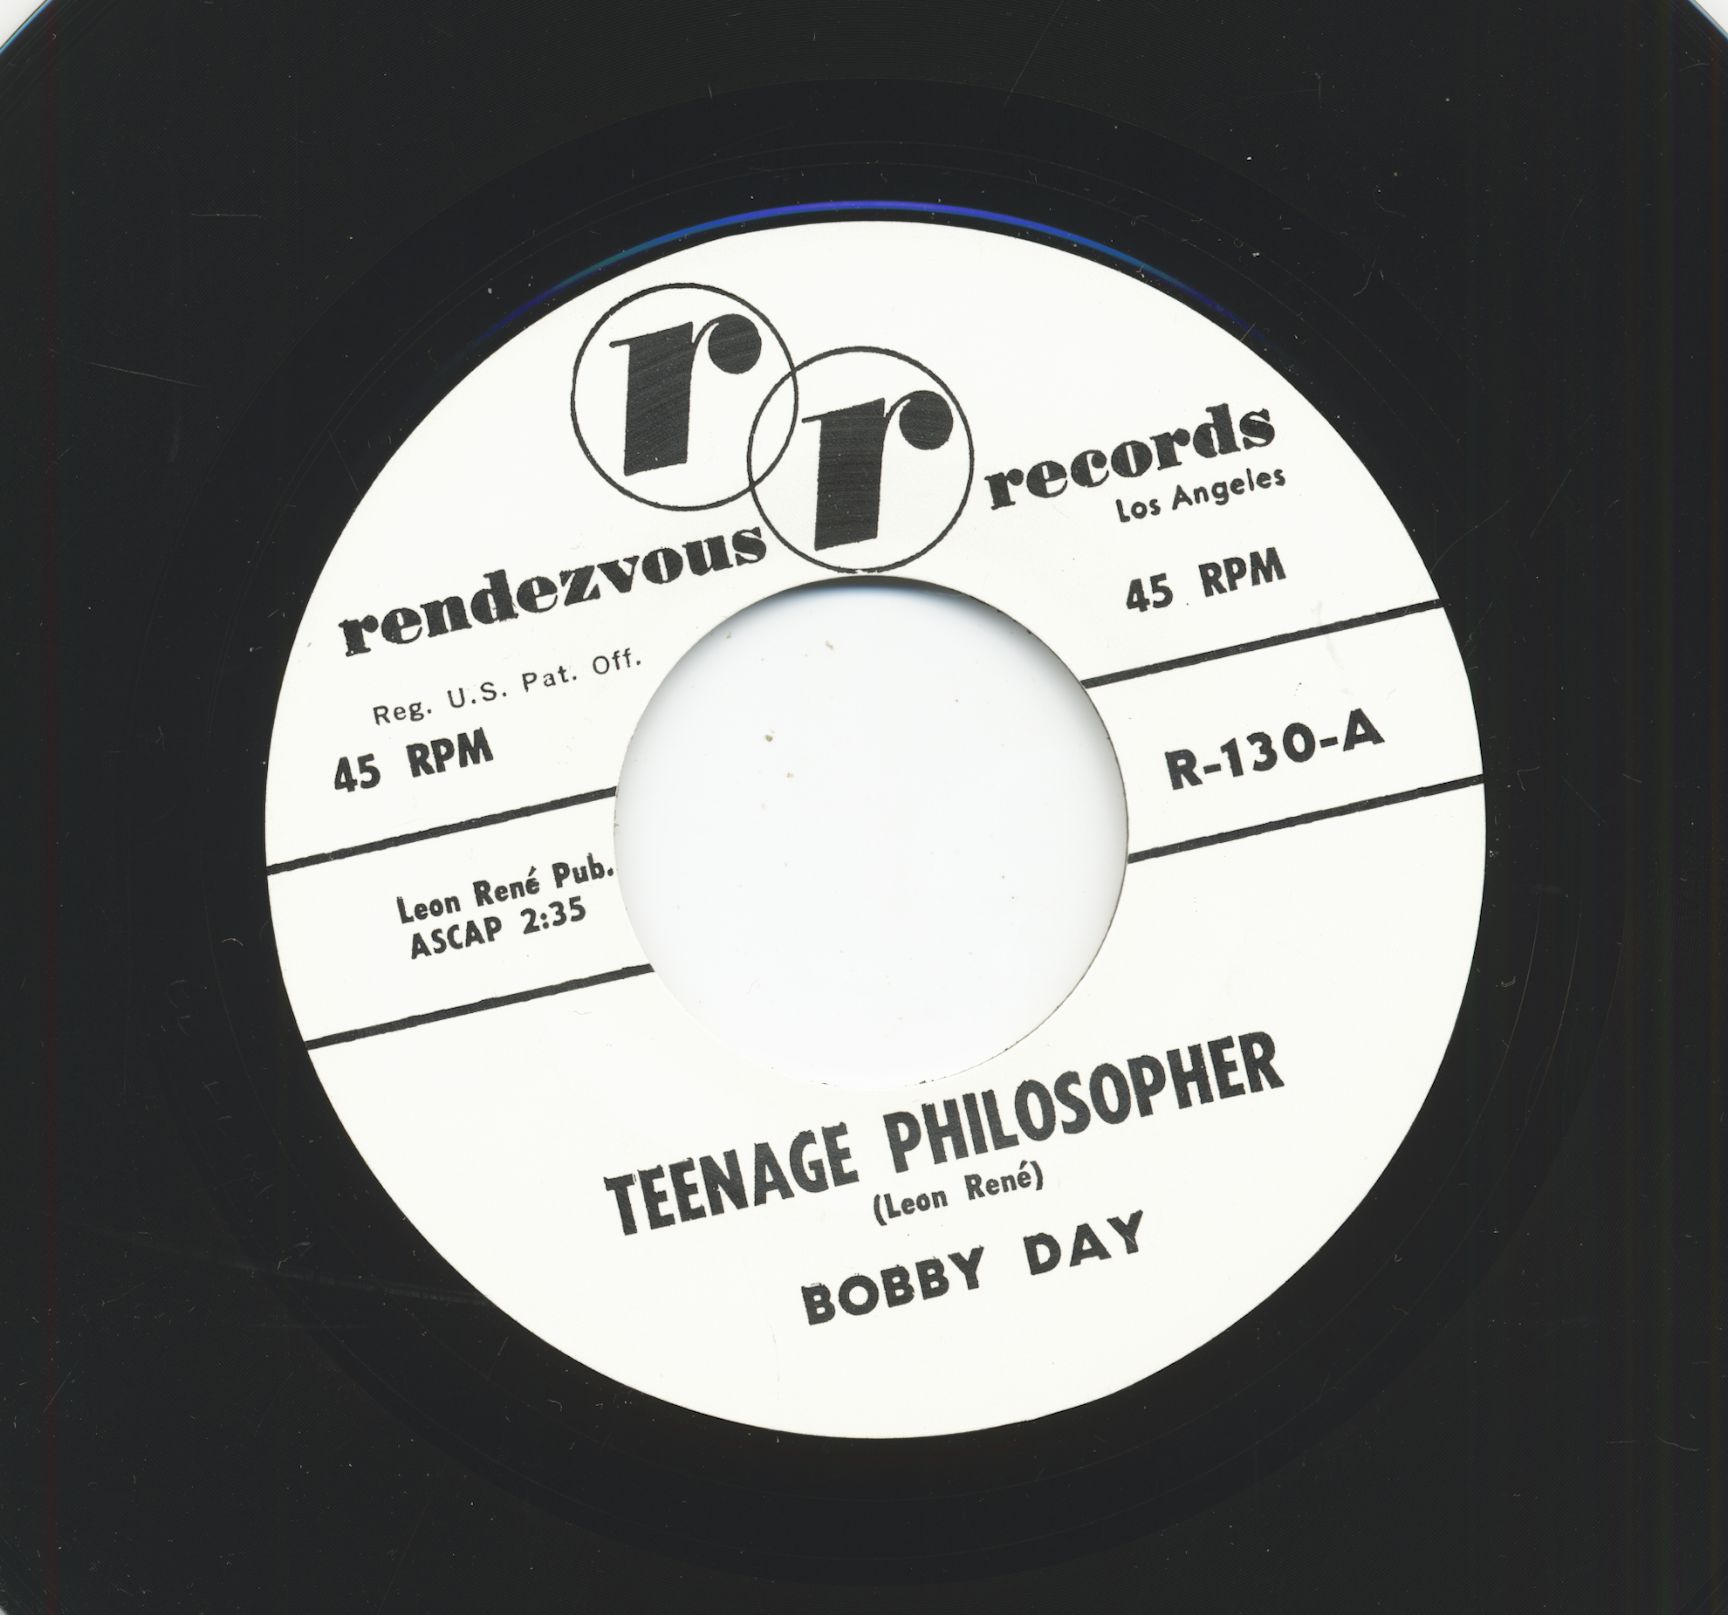 r r
rendezvous records
Los Angeles
Reg. U.S. Pat. Off.
45 RPM
45 RPM
R-130-A
Leon René Pub.
ASCAP 2:35
TEENAGE PHILOSOPHER
(Leon René)
BOBBY DAY